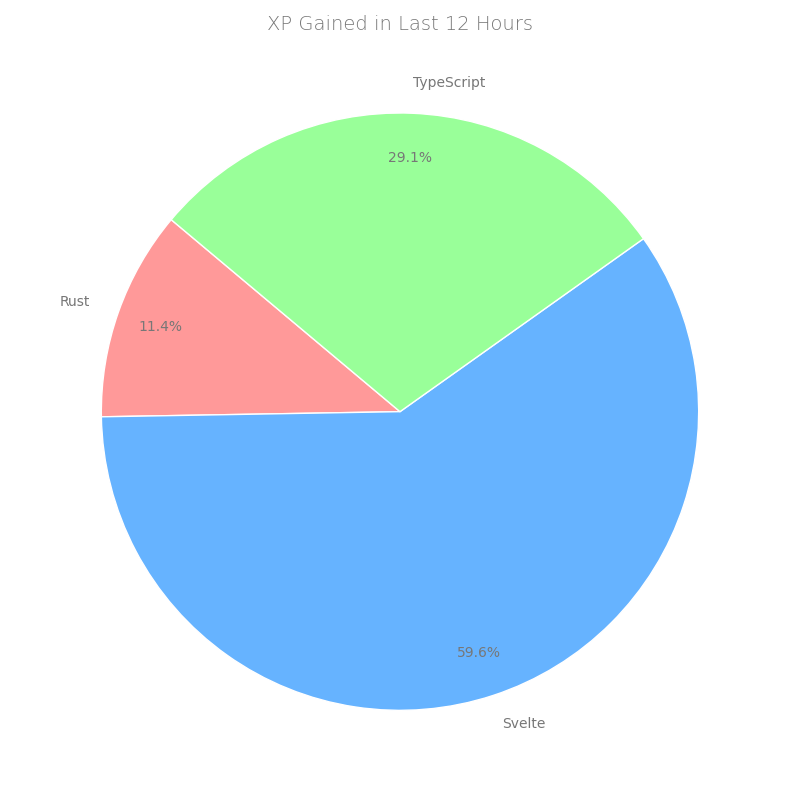 XP Gained in Last 12 Hours
TypeScript
29.1%
Rust
11.4%
59.6%
Svelte